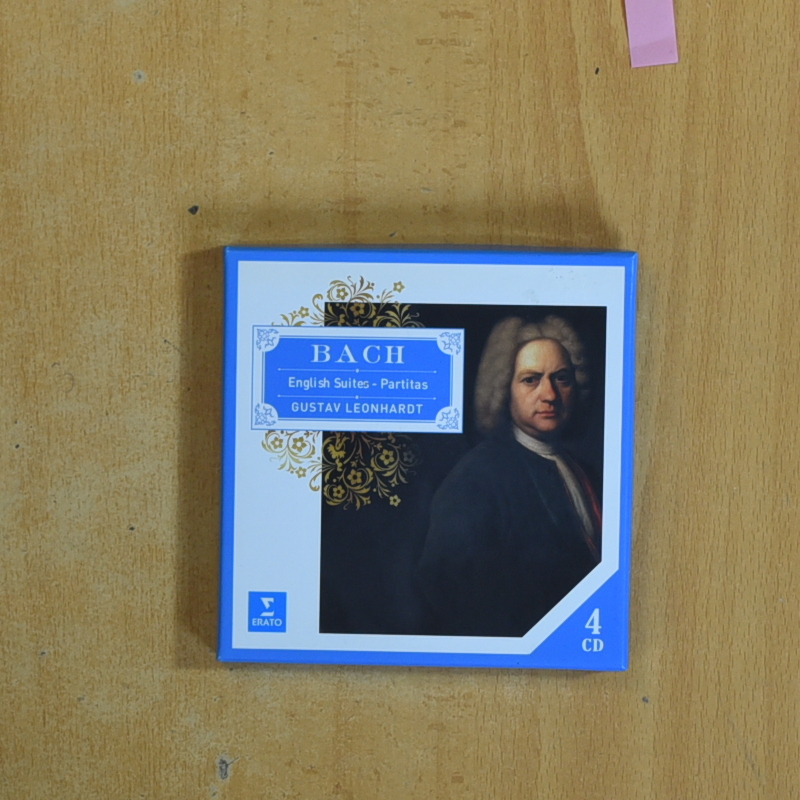 BACH
English Suites - Partitas
GUSTAV LEONHARDT
Σ
ERATO
4
CD